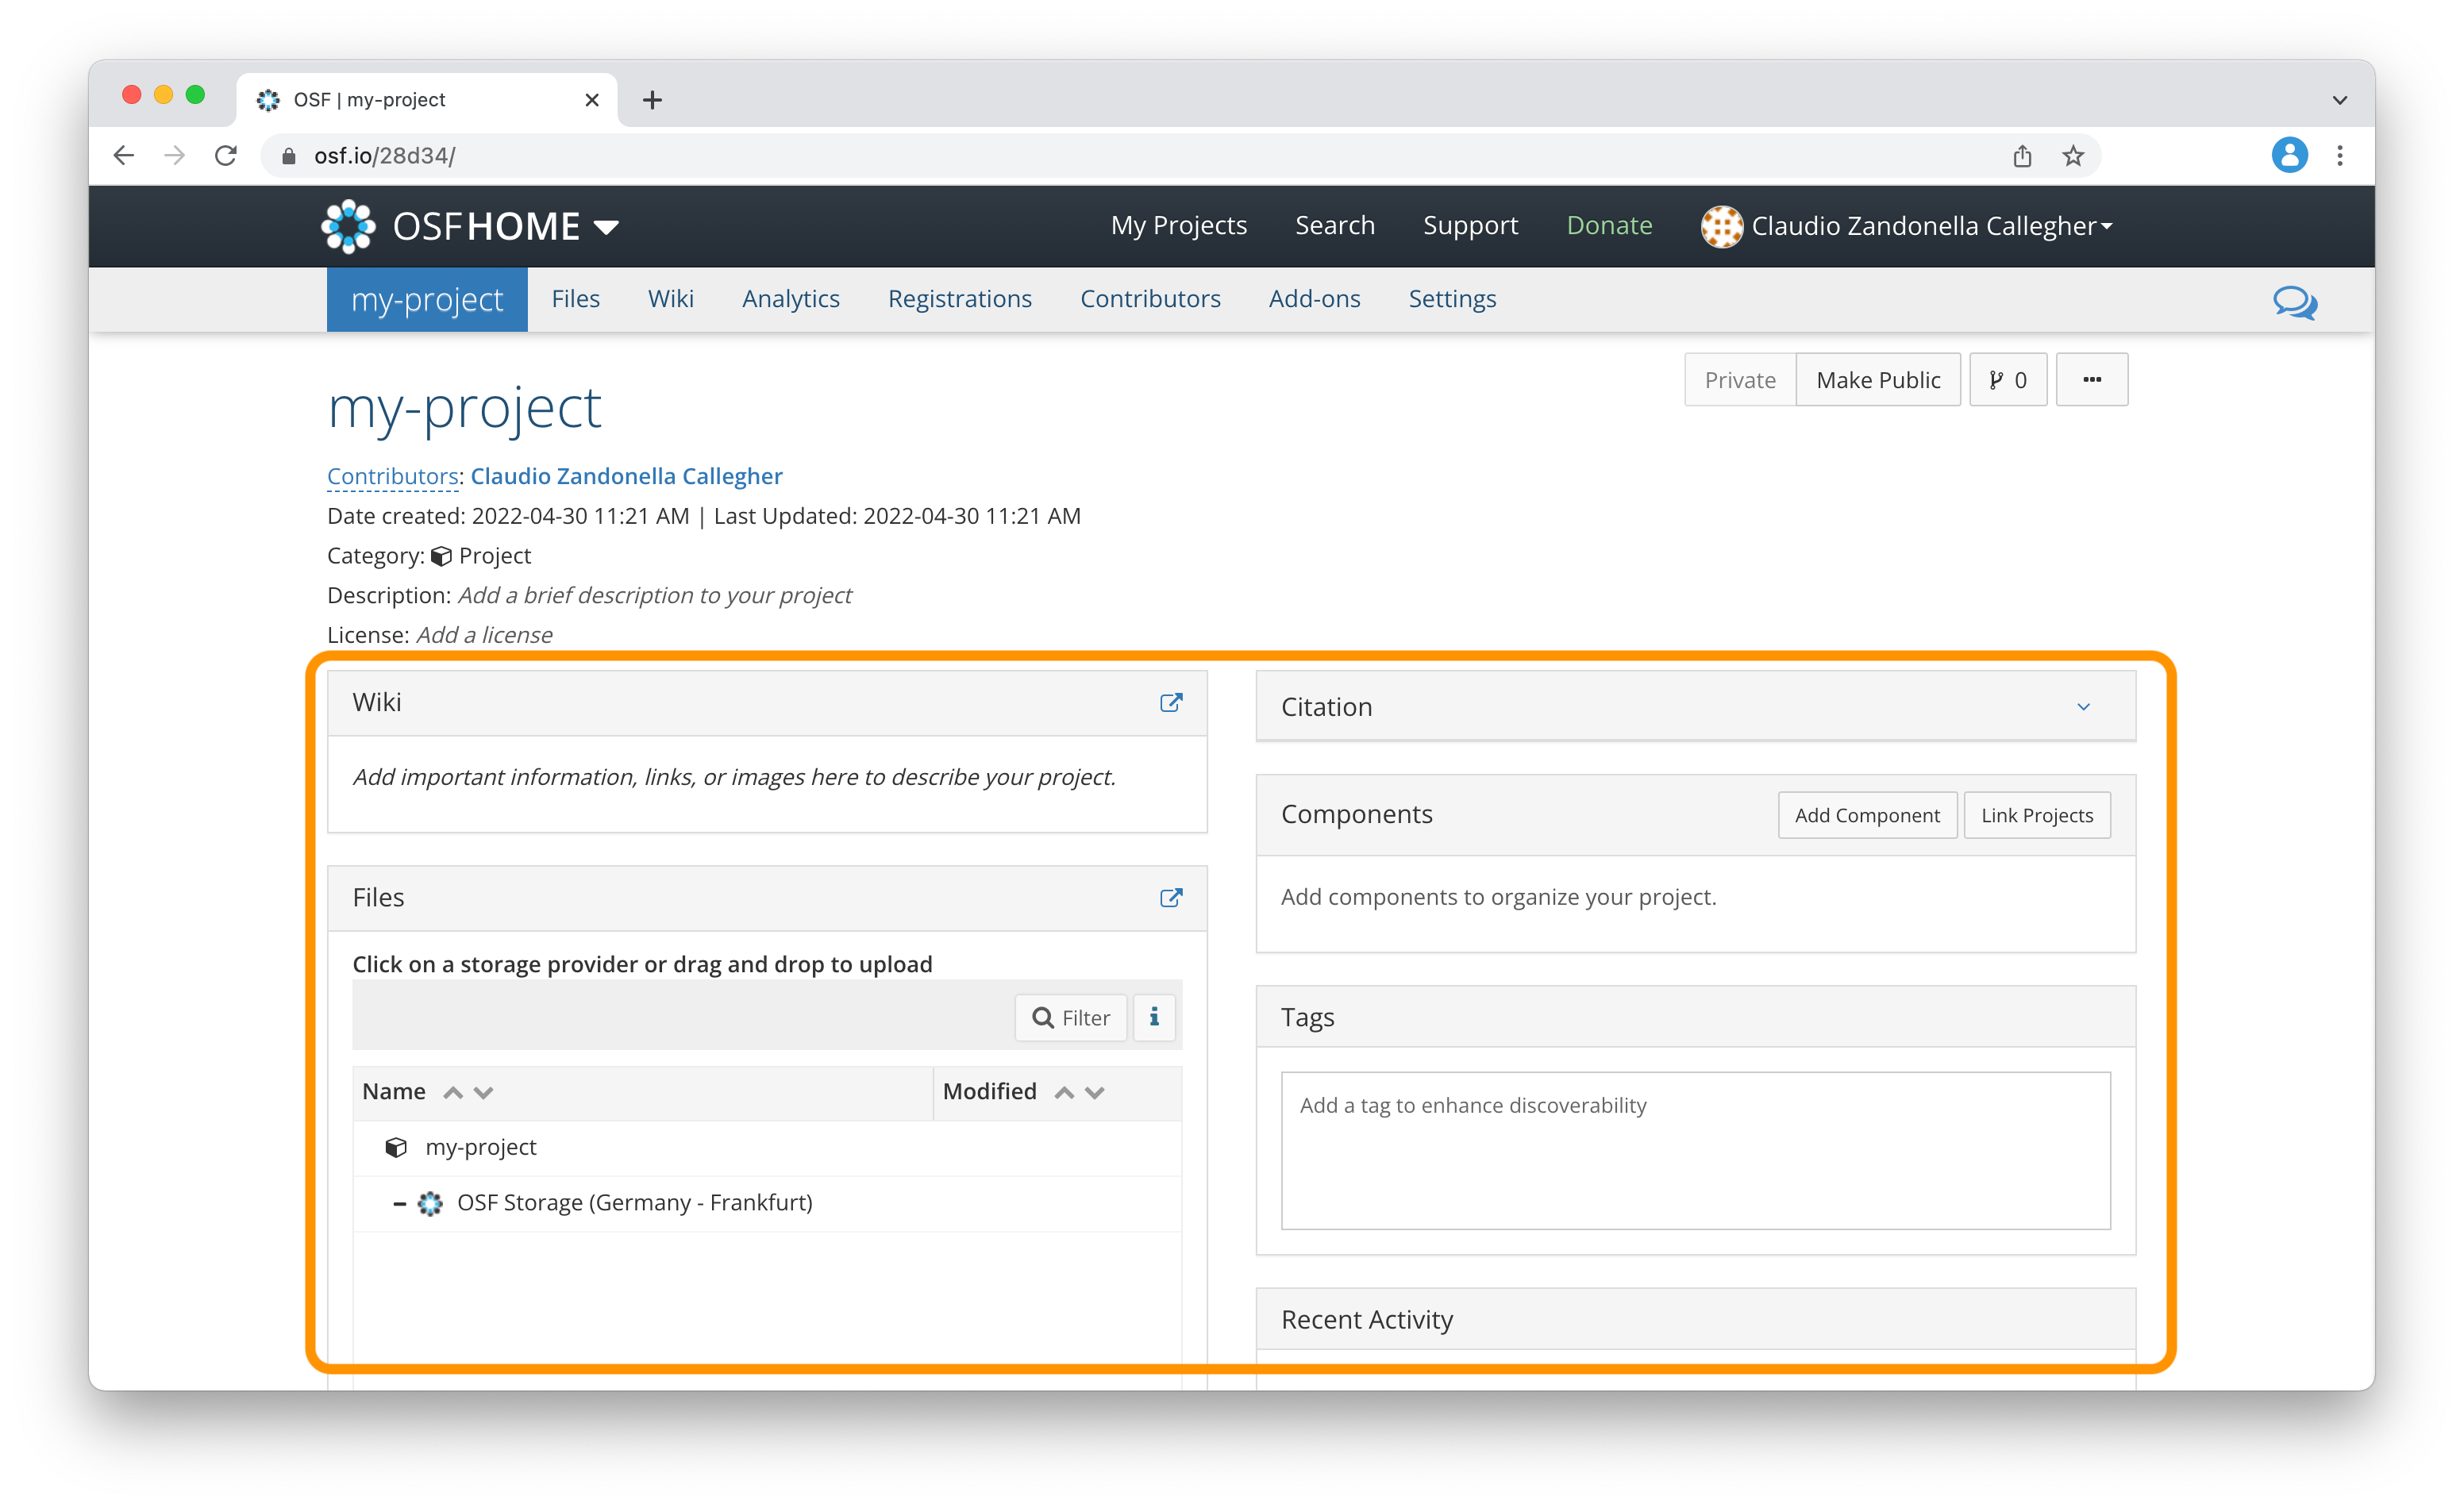 OSF | my-project
osf.io/28d34/
OSFHOME
My Projects
Search
Support
Donate
Claudio Zandonella Callegher
my-project
Files
Wiki
Analytics
Registrations
Contributors
Add-ons
Settings
Private
Make Public
0
my-project
Contributors: Claudio Zandonella Callegher
Date created: 2022-04-30 11:21 AM | Last Updated: 2022-04-30 11:21 AM
Category: Project
Description: Add a brief description to your project
License: Add a license
Wiki
Add important information, links, or images here to describe your project.
Files
Click on a storage provider or drag and drop to upload
Filter
i
Name
Modified
my-project
OSF Storage (Germany - Frankfurt)
Citation
Components
Add Component
Link Projects
Add components to organize your project.
Tags
Add a tag to enhance discoverability
Recent Activity